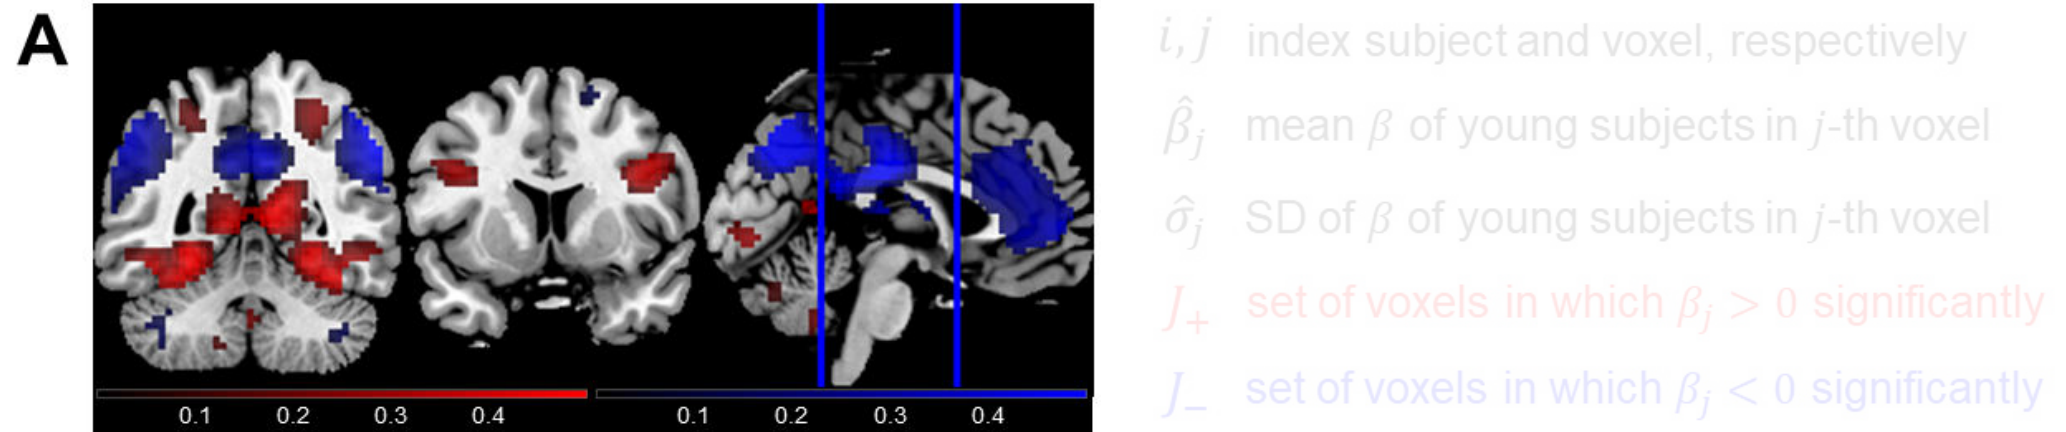 A
i, j index subject and voxel, respectively
β̂ⱼ mean β of young subjects in j-th voxel
σ̂ⱼ SD of β of young subjects in j-th voxel
J₊ set of voxels in which βⱼ > 0 significantly
J₋ set of voxels in which βⱼ < 0 significantly
0.1 0.2 0.3 0.4 0.1 0.2 0.3 0.4